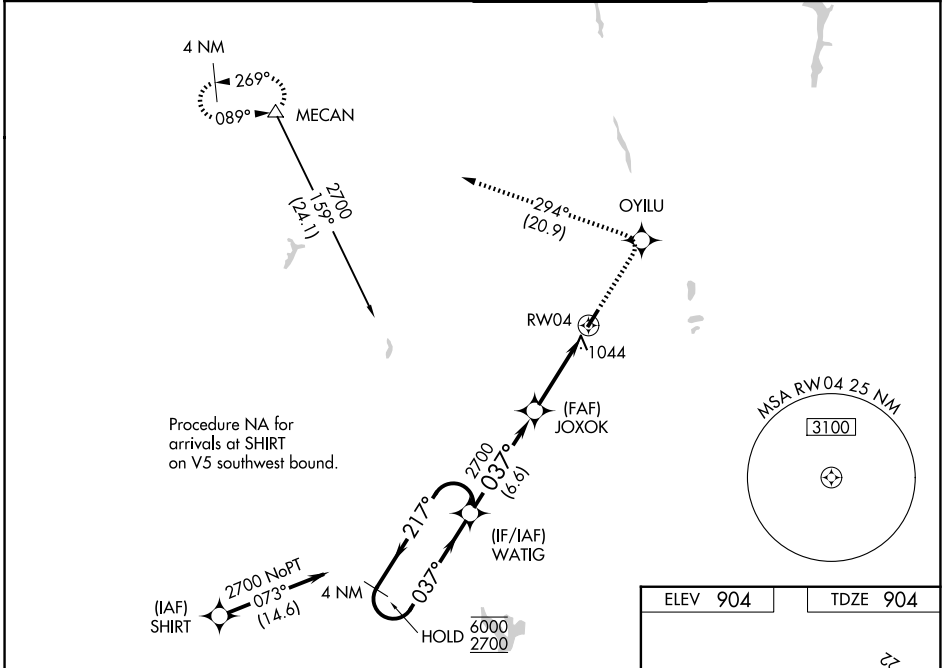 4 NM
269°
089°
MECAN
2700
159°
(24.1)
294°
(20.9)
OYILU
RW04
1044
(FAF)
JOXOK
MSA RW04 25 NM
3100
Procedure NA for
arrivals at SHIRT
on V5 southwest bound.
2700
037°
(6.6)
217°
037°
(IF/IAF)
WATIG
2700 NoPT
073°
(14.6)
(IAF)
SHIRT
4 NM
HOLD
6000
2700
ELEV 904
TDZE 904
22